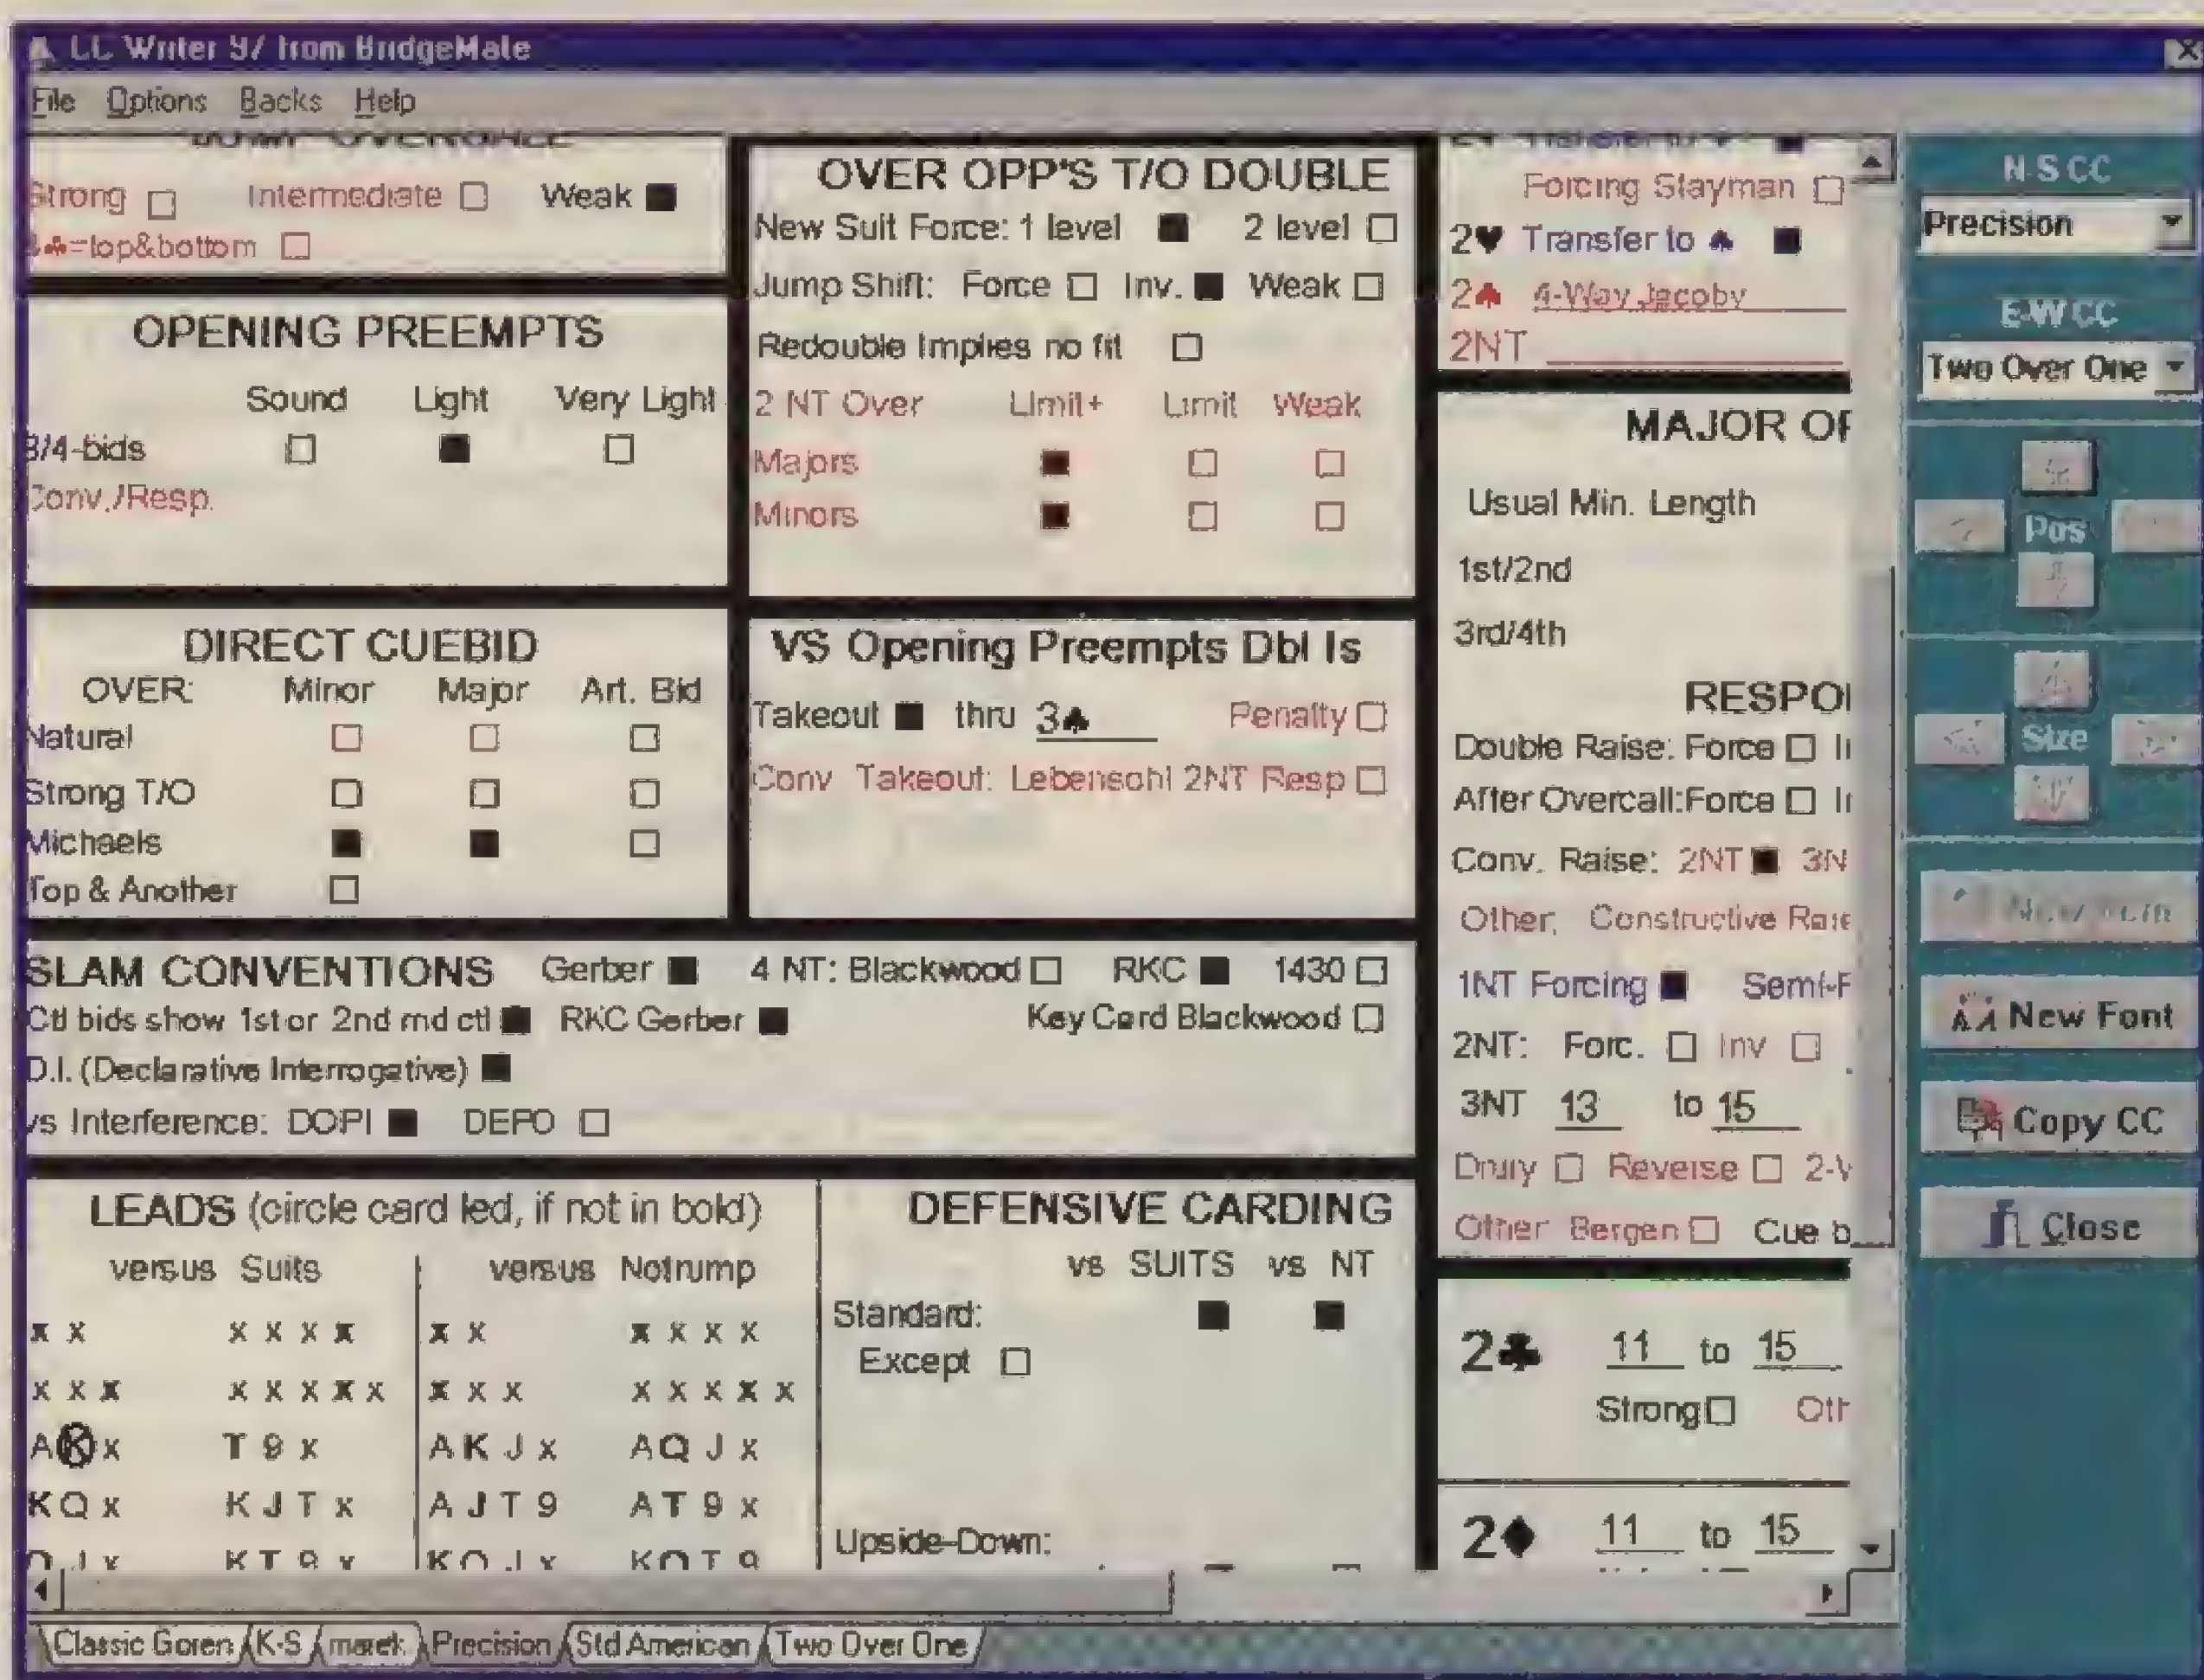 CC Writer 97 from BridgeMate
File Options Backs Help
Strong Intermediate Weak
=top&bottom
OPENING PREEMPTS
Sound Light Very Light
3/4-bids
Conv./Resp.
DIRECT CUEBID
OVER: Minor Major Art. Bid
Natural
Strong T/O
Michaels
Top & Another
OVER OPP'S T/O DOUBLE
New Suit Force: 1 level 2 level
Jump Shift: Force Inv. Weak
Redouble Implies no fit
2 NT Over Limit+ Limit Weak
Majors
Minors
VS Opening Preempts Dbl Is
Takeout thru 3♠ Penalty
Conv Takeout: Lebensohl 2NT Resp
SLAM CONVENTIONS Gerber 4 NT: Blackwood RKC 1430
Ctl bids show 1st or 2nd rnd ctl RKC Gerber Key Card Blackwood
D.I. (Declarative Interrogative)
vs Interference: DOPI DEPO
LEADS (circle card led, if not in bold)
versus Suits versus Notrump
x x x x x x x x x x x x
x x x x x x x x x x x x x x x x
A K x T 9 x A K J x A Q J x
K Q x K J T x A J T 9 A T 9 x
Q J x K T 9 x K Q J x K Q T 9
DEFENSIVE CARDING
vs SUITS vs NT
Standard:
Except
Upside-Down:
Forcing Stayman
2♥ Transfer to ♠
2♠ 4-Way Jacoby
2NT
MAJOR OP
Usual Min. Length
1st/2nd
3rd/4th
RESPO
Double Raise: Force
After Overcall: Force
Conv. Raise: 2NT 3N
Other: Constructive Rais
1NT Forcing Semi-F
2NT: Forc. Inv
3NT 13 to 15
Drury Reverse 2-W
Other Bergen Cue b
2♣ 11 to 15
Strong Oth
2♦ 11 to 15
N-S CC
Precision
E-W CC
Two Over One
Pos
Size
New Font
Copy CC
Close
Classic Goren K-S marek Precision Std American Two Over One